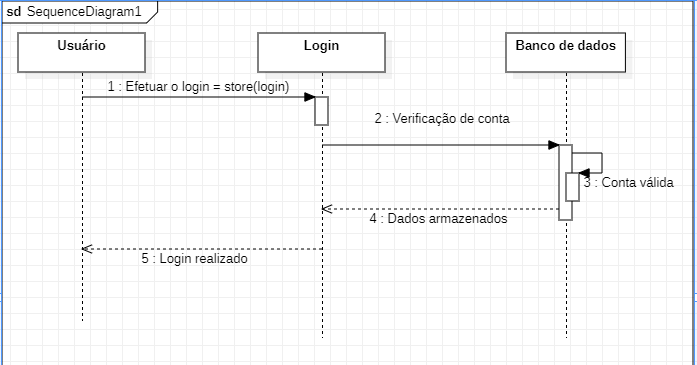 sd SequenceDiagram1
Usuário
Login
Banco de dados
1 : Efetuar o login = store(login)
2 : Verificação de conta
3 : Conta válida
4 : Dados armazenados
5 : Login realizado